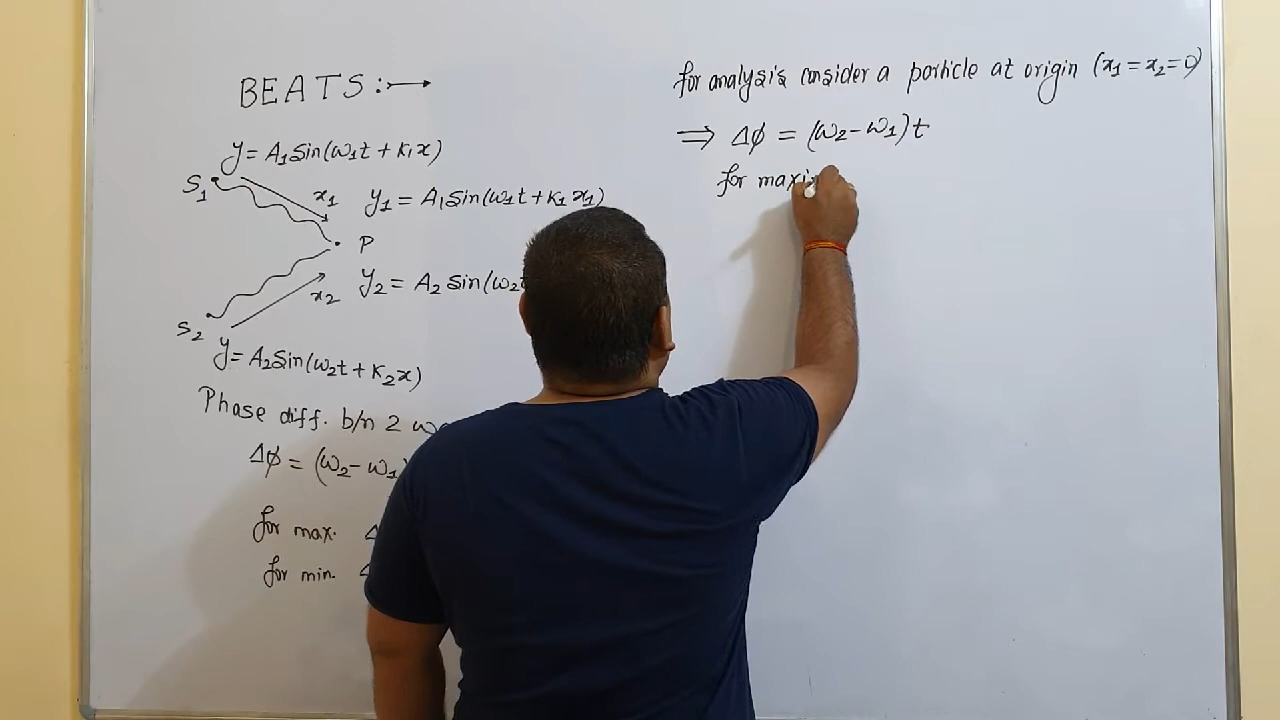 BEATS :→
y = A1 sin(ω1t + K1x)
S1
x1
y1 = A1 sin(ω1t + K1x1)
P
x2
y2 = A2 sin(ω2t
S2
y = A2 sin(ω2t + K2x)
Phase diff. b/n 2
Δφ = (ω2 - ω1)
for max.
for min.
for analysis consider a particle at origin (x1 = x2 = 0)
⇒ Δφ = (ω2 - ω1)t
for